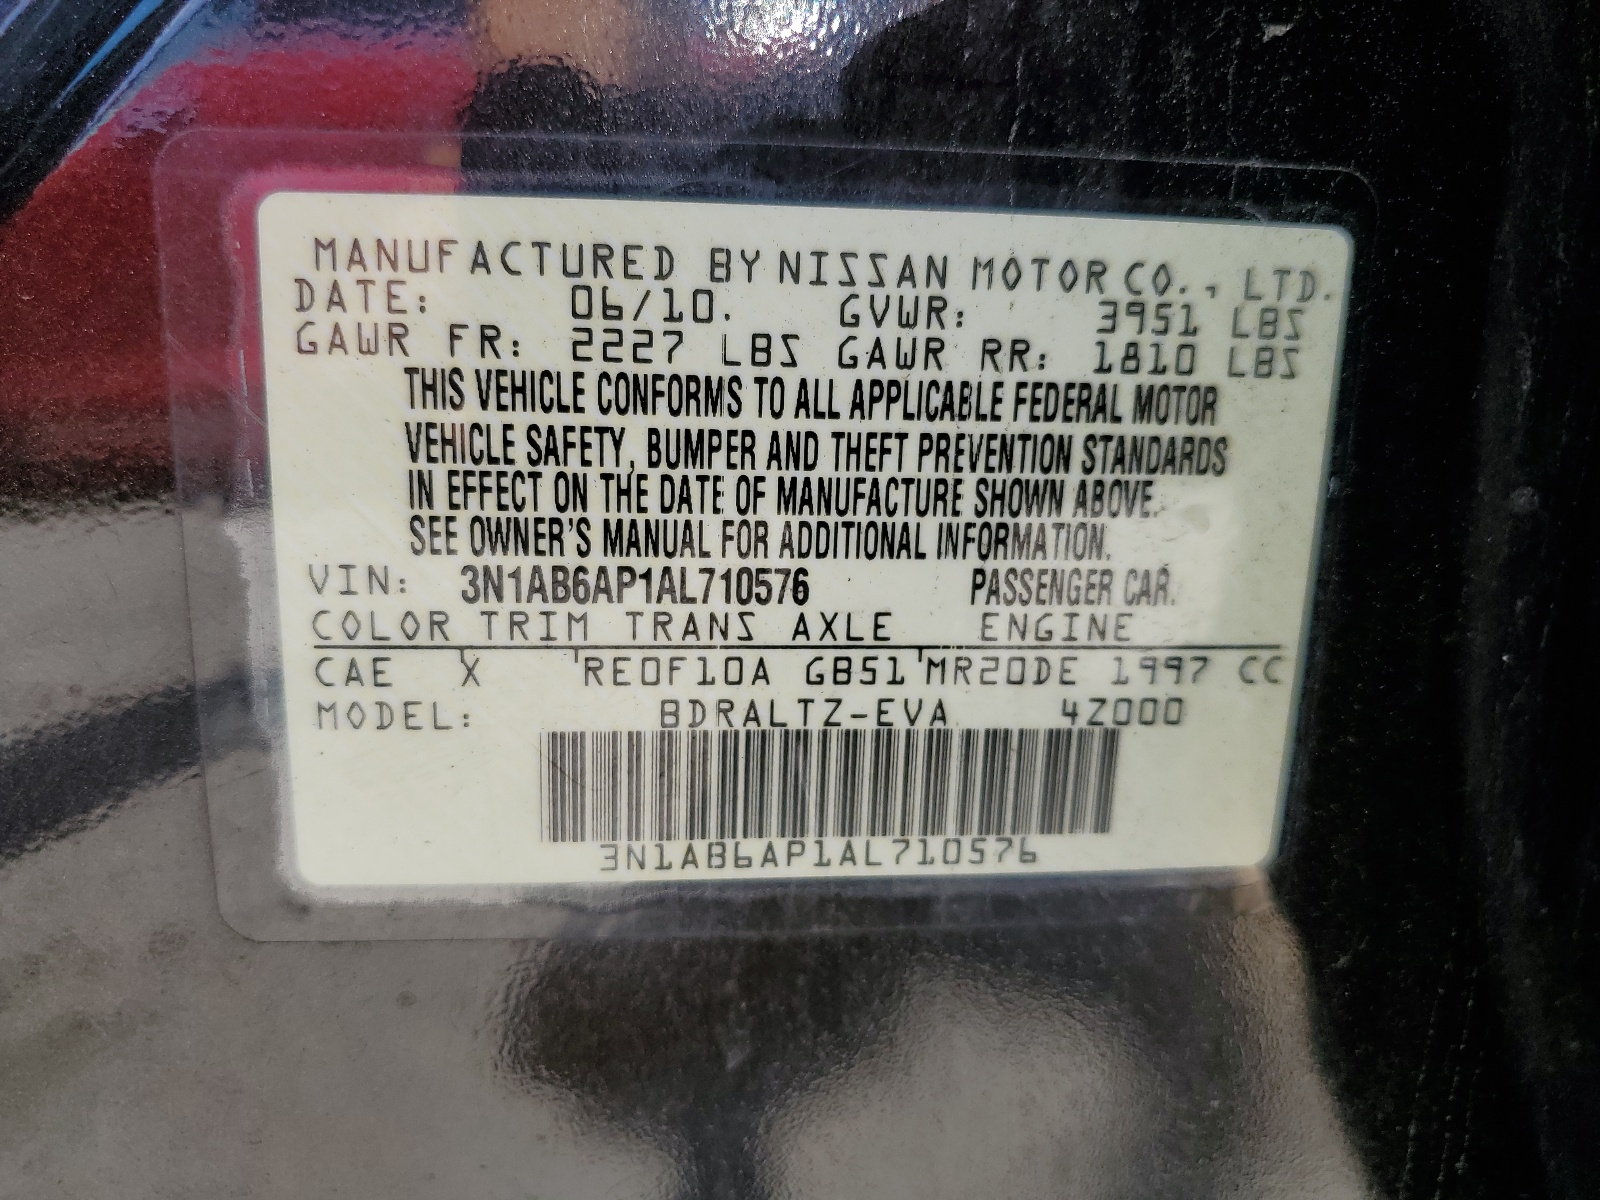 MANUFACTURED BY NISSAN MOTOR CO., LTD.
DATE: 06/10. GVWR: 3951 LBS
GAWR FR: 2227 LBS GAWR RR: 1810 LBS
THIS VEHICLE CONFORMS TO ALL APPLICABLE FEDERAL MOTOR
VEHICLE SAFETY, BUMPER AND THEFT PREVENTION STANDARDS
IN EFFECT ON THE DATE OF MANUFACTURE SHOWN ABOVE.
SEE OWNER'S MANUAL FOR ADDITIONAL INFORMATION.
VIN: 3N1AB6AP1AL710576 PASSENGER CAR.
COLOR TRIM TRANS AXLE ENGINE
CAE X RE0F10A GB51 MR20DE 1997 CC
MODEL: BDRALTZ-EVA 4Z000
3N1AB6AP1AL710576